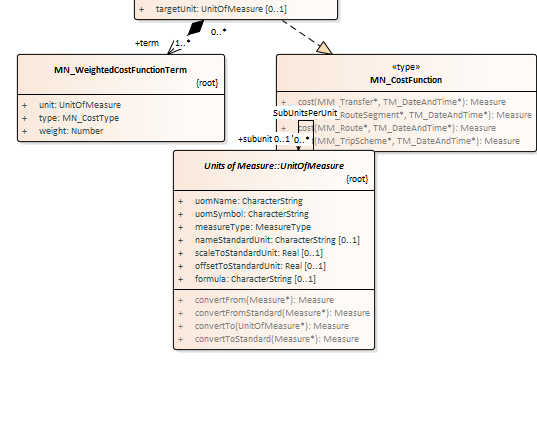 + targetUnit: UnitOfMeasure [0..1]
0..*
+term 1..*
MN_WeightedCostFunctionTerm
{root}
+ unit: UnitOfMeasure
+ type: MN_CostType
+ weight: Number
«type»
MN_CostFunction
+ cost(MM_Transfer*, TM_DateAndTime*): Measure
SubUnitsPerUnit
RouteSegment*, TM_DateAndTime*): Measure
cost(MM_Route*, TM_DateAndTime*): Measure
(MM_TripScheme*, TM_DateAndTime*): Measure
+subunit 0..1 0..*
Units of Measure::UnitOfMeasure
{root}
+ uomName: CharacterString
+ uomSymbol: CharacterString
+ measureType: MeasureType
+ nameStandardUnit: CharacterString [0..1]
+ scaleToStandardUnit: Real [0..1]
+ offsetToStandardUnit: Real [0..1]
+ formula: CharacterString [0..1]
+ convertFrom(Measure*): Measure
+ convertFromStandard(Measure*): Measure
+ convertTo(UnitOfMeasure*): Measure
+ convertToStandard(Measure*): Measure